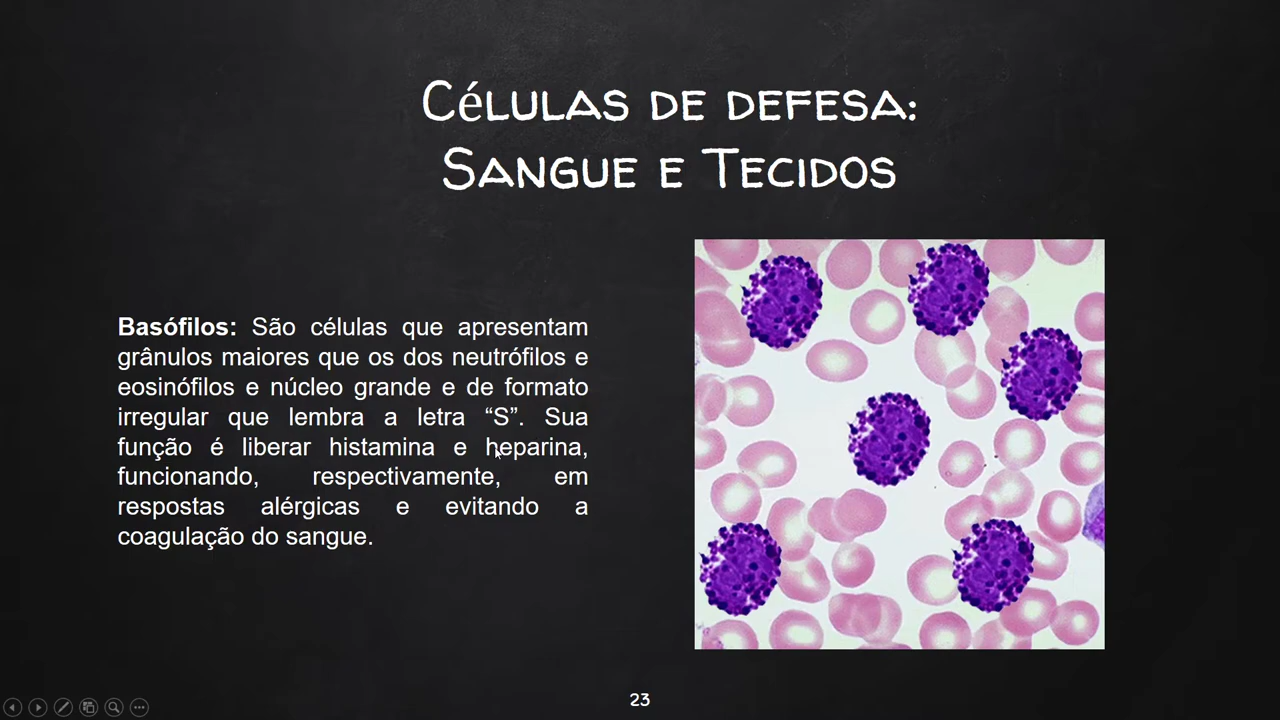 Células de defesa:
Sangue e Tecidos
Basófilos: São células que apresentam
grânulos maiores que os dos neutrófilos e
eosinófilos e núcleo grande e de formato
irregular que lembra a letra “S”. Sua
função é liberar histamina e heparina,
funcionando, respectivamente, em
respostas alérgicas e evitando a
coagulação do sangue.
23